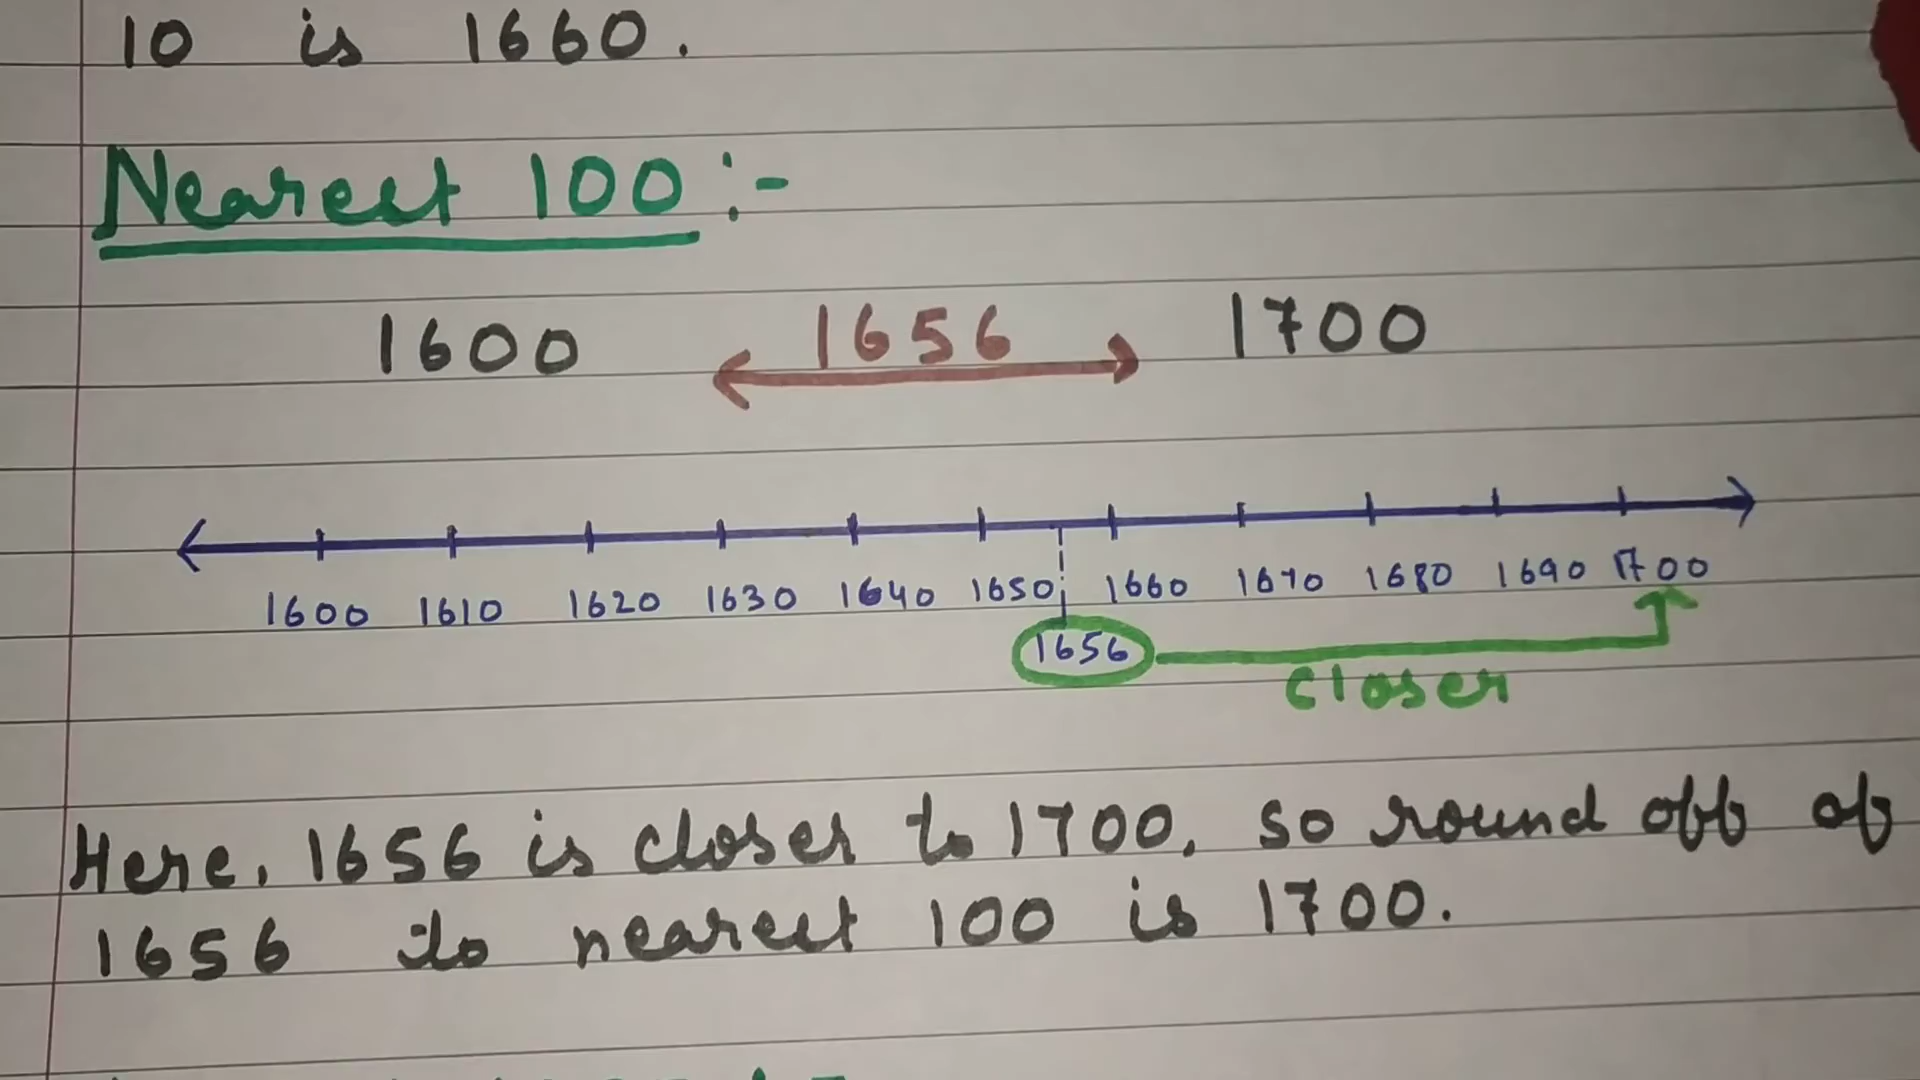 10 is 1660.
Nearest 100 :-
1600 1656 1700
1600 1610 1620 1630 1640 1650 1660 1670 1680 1690 1700
1656
closer
Here, 1656 is closer to 1700, so round off of
1656 to nearest 100 is 1700.